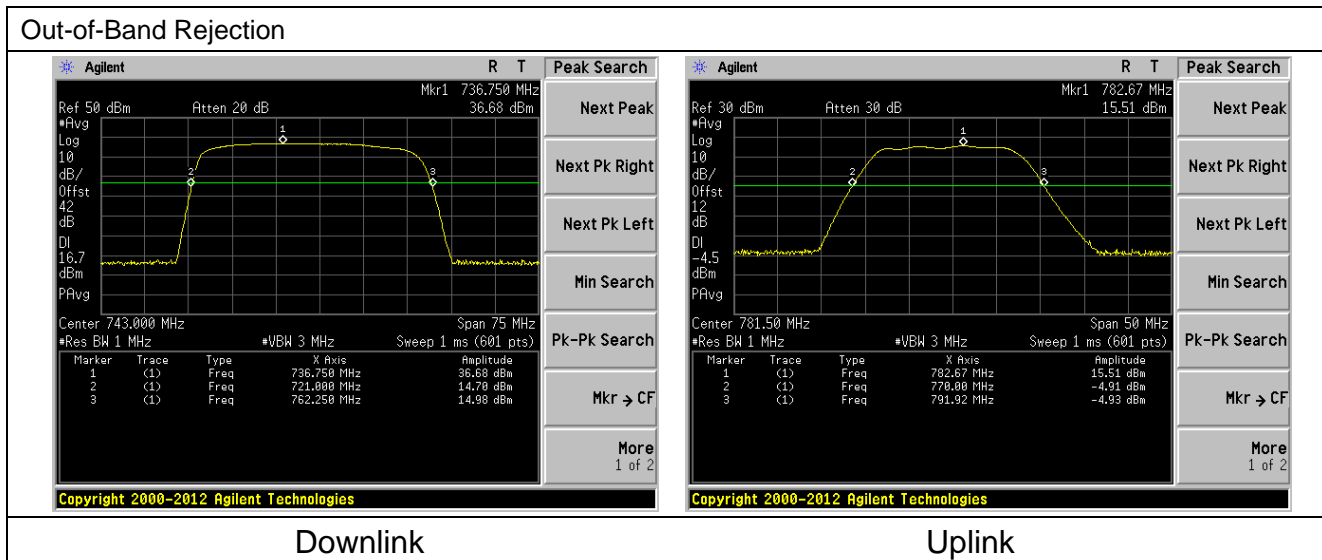 Out-of-Band Rejection
Agilent R T
Mkr1 736.750 MHz
Ref 50 dBm Atten 20 dB 36.68 dBm
#Avg
Log
10
dB/
Offst
42
dB
DI
16.7
dBm
PAvg
1
2
3
Center 743.000 MHz Span 75 MHz
#Res BW 1 MHz #VBW 3 MHz Sweep 1 ms (601 pts)
Marker Trace Type X Axis Amplitude
1 (1) Freq 736.750 MHz 36.68 dBm
2 (1) Freq 721.000 MHz 14.70 dBm
3 (1) Freq 762.250 MHz 14.98 dBm
Copyright 2000-2012 Agilent Technologies
Peak Search
Next Peak
Next Pk Right
Next Pk Left
Min Search
Pk-Pk Search
Mkr → CF
More
1 of 2
Agilent R T
Mkr1 782.67 MHz
Ref 30 dBm Atten 30 dB 15.51 dBm
#Avg
Log
10
dB/
Offst
12
dB
DI
-4.5
dBm
PAvg
1
2
3
Center 781.50 MHz Span 50 MHz
#Res BW 1 MHz #VBW 3 MHz Sweep 1 ms (601 pts)
Marker Trace Type X Axis Amplitude
1 (1) Freq 782.67 MHz 15.51 dBm
2 (1) Freq 770.00 MHz -4.91 dBm
3 (1) Freq 791.92 MHz -4.93 dBm
Copyright 2000-2012 Agilent Technologies
Peak Search
Next Peak
Next Pk Right
Next Pk Left
Min Search
Pk-Pk Search
Mkr → CF
More
1 of 2
Downlink Uplink